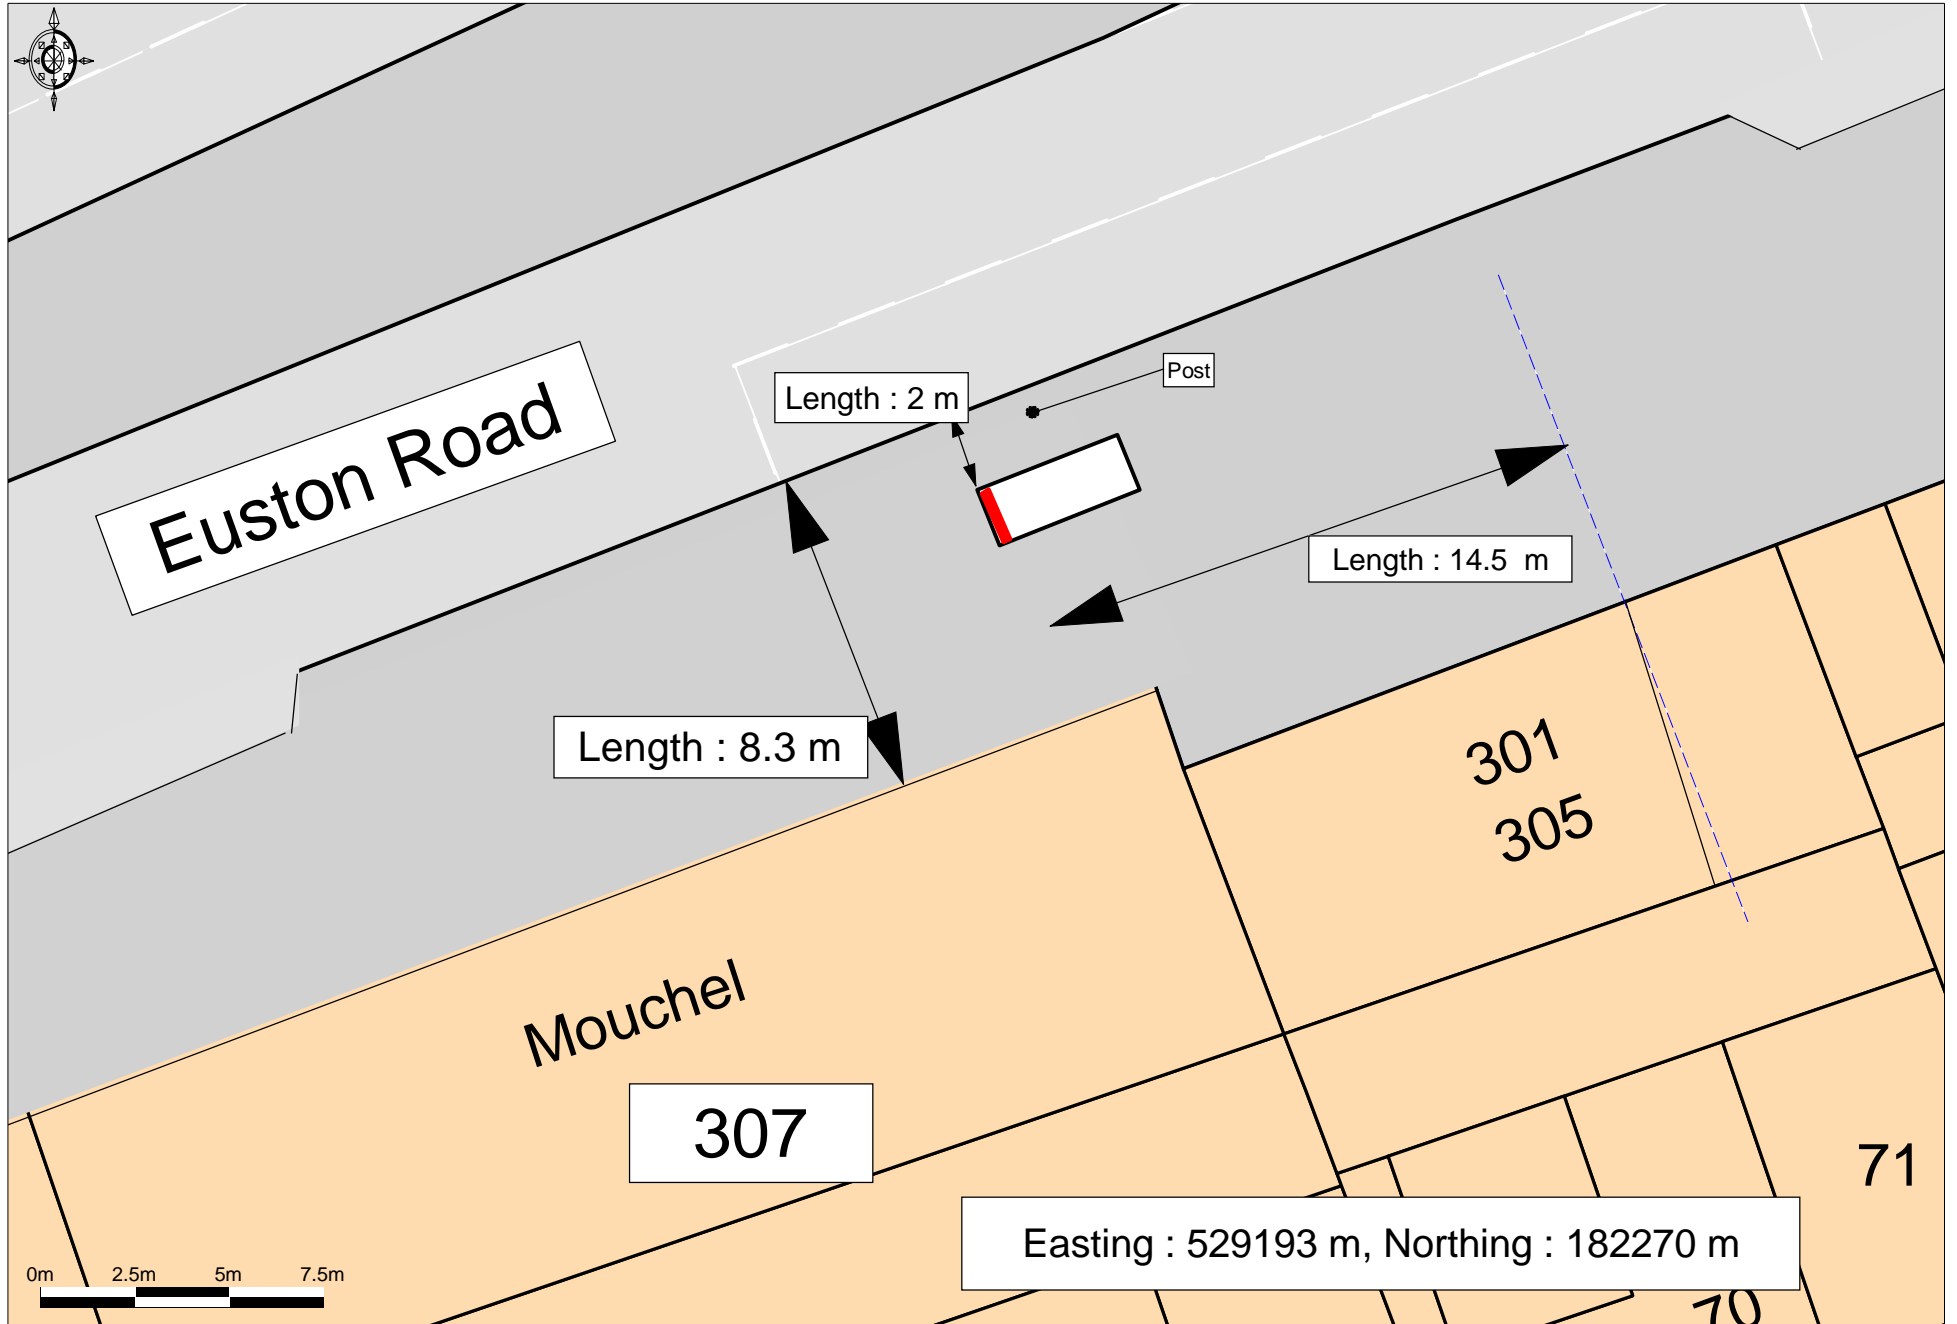 Post
Length : 2 m
Euston Road
Length : 14.5 m
Length : 8.3 m
301
305
Mouchel
307
71
Easting : 529193 m, Northing : 182270 m
0m 2.5m 5m 7.5m
70